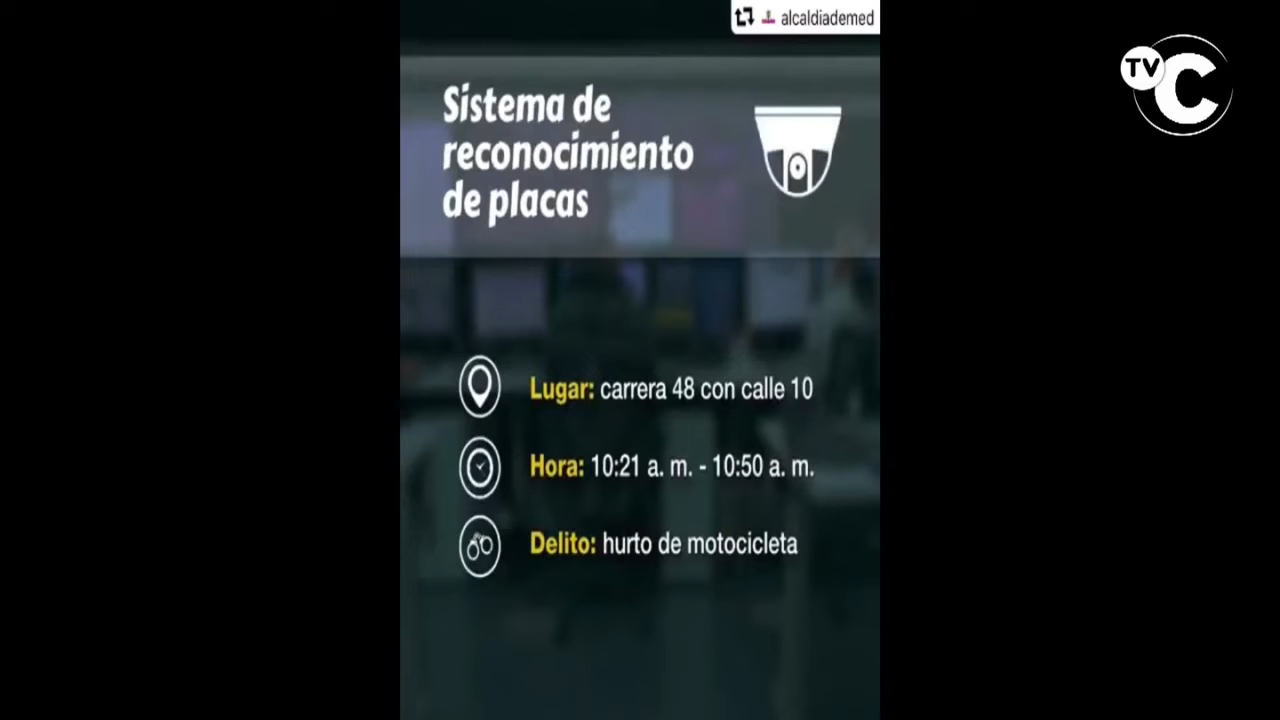 alcaldiademed
TV C
Sistema de
reconocimiento
de placas
Lugar: carrera 48 con calle 10
Hora: 10:21 a. m. - 10:50 a. m.
Delito: hurto de motocicleta